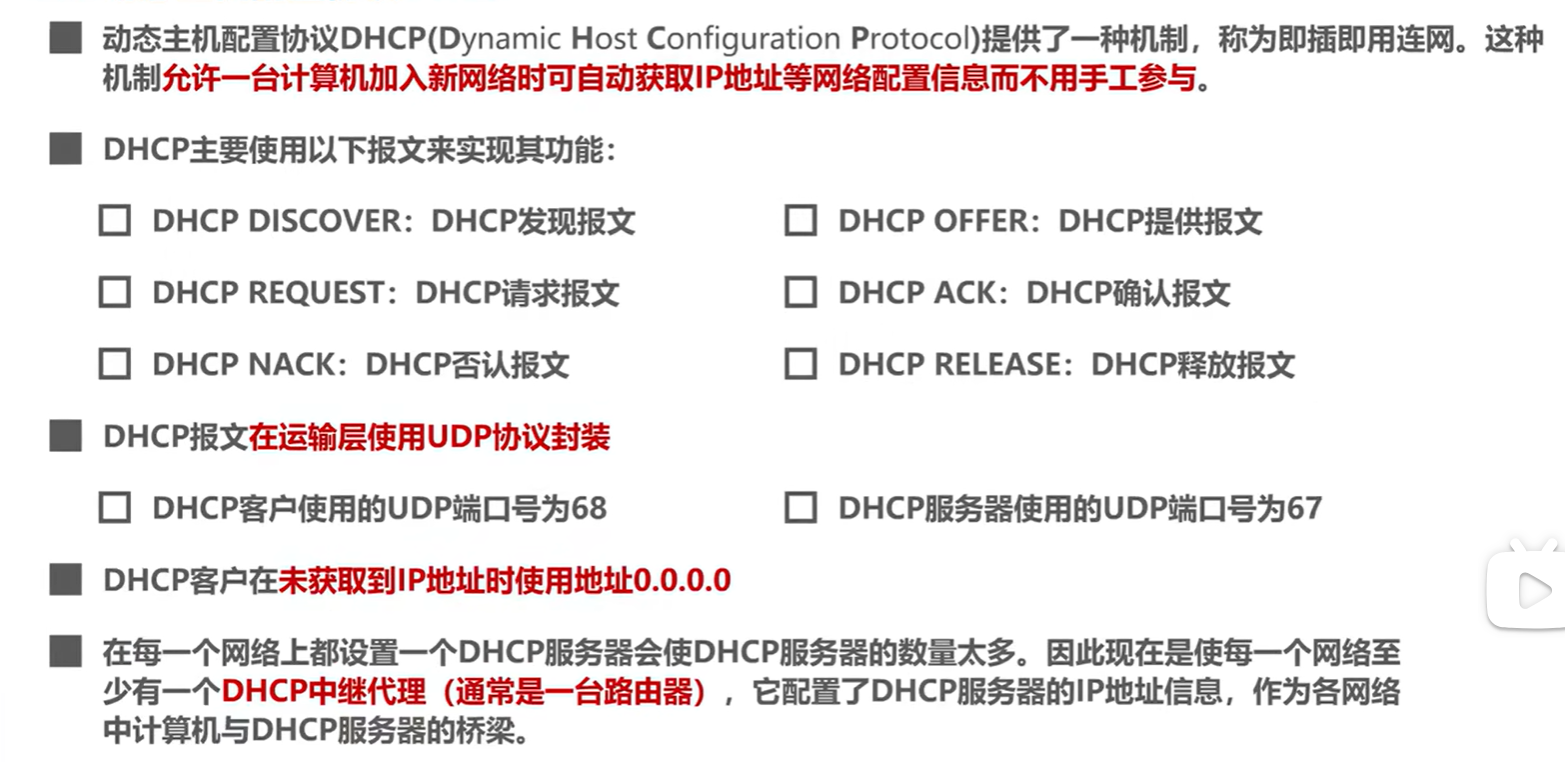 动态主机配置协议DHCP(Dynamic Host Configuration Protocol)提供了一种机制，称为即插即用连网。这种
机制允许一台计算机加入新网络时可自动获取IP地址等网络配置信息而不用手工参与。
DHCP主要使用以下报文来实现其功能：
DHCP DISCOVER：DHCP发现报文
DHCP OFFER：DHCP提供报文
DHCP REQUEST：DHCP请求报文
DHCP ACK：DHCP确认报文
DHCP NACK：DHCP否认报文
DHCP RELEASE：DHCP释放报文
DHCP报文在运输层使用UDP协议封装
DHCP客户使用的UDP端口号为68
DHCP服务器使用的UDP端口号为67
DHCP客户在未获取到IP地址时使用地址0.0.0.0
在每一个网络上都设置一个DHCP服务器会使DHCP服务器的数量太多。因此现在是使每一个网络至
少有一个DHCP中继代理（通常是一台路由器），它配置了DHCP服务器的IP地址信息，作为各网络
中计算机与DHCP服务器的桥梁。